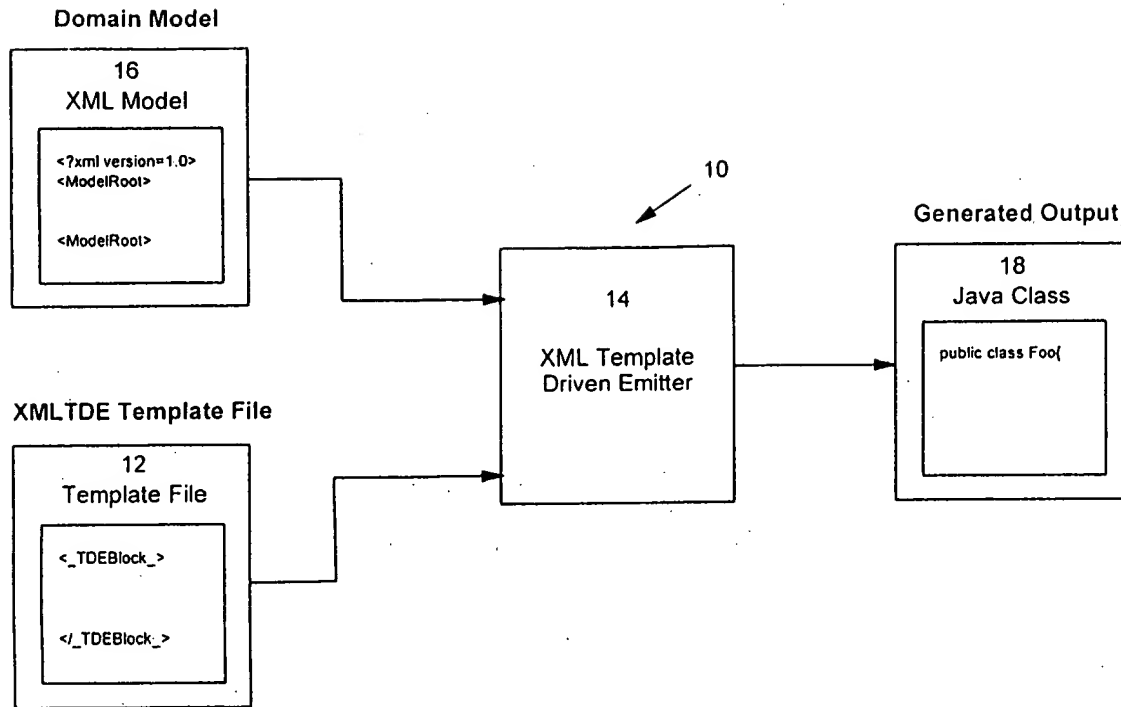 Domain Model
16
XML Model
<?xml version=1.0>
<ModelRoot>
<ModelRoot>
XMLTDE Template File
12
Template File
<_TDEBlock_>
</_TDEBlock_>
10
14
XML Template
Driven Emitter
Generated Output
18
Java Class
public class Foo{